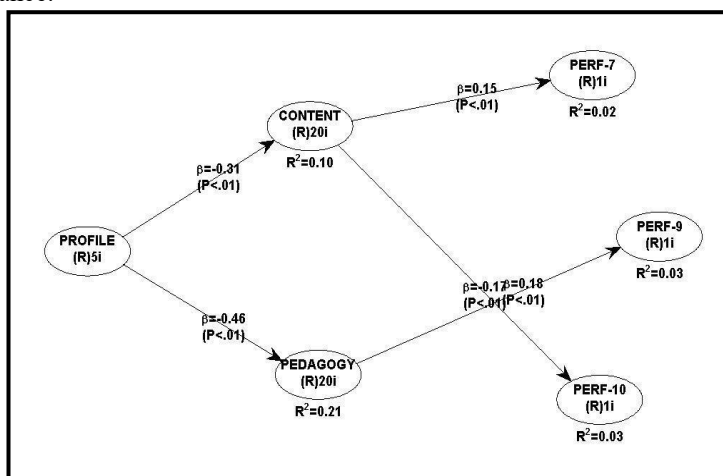 PERF-7
(R)1i
R²=0.02
β=0.15
(P<.01)
CONTENT
(R)20i
R²=0.10
β=-0.31
(P<.01)
PROFILE
(R)5i
PERF-9
(R)1i
R²=0.03
β=-0.17
(P<.01)
β=0.18
(P<.01)
β=-0.46
(P<.01)
PEDAGOGY
(R)20i
R²=0.21
PERF-10
(R)1i
R²=0.03